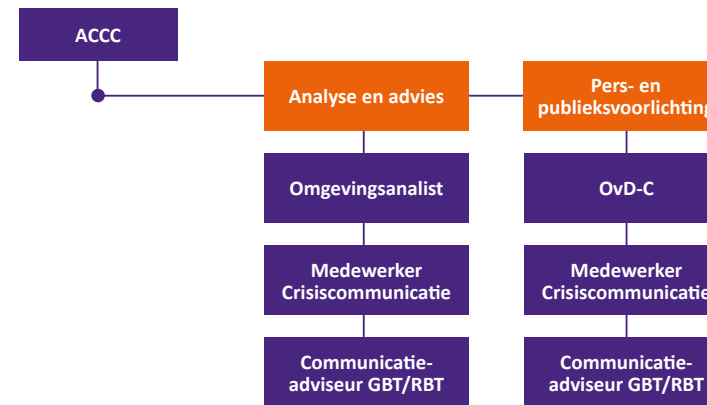 ACCC
Analyse en advies
Pers- en
publieksvoorlichting
Omgevingsanalist
OvD-C
Medewerker
Crisiscommunicatie
Medewerker
Crisiscommunicatie
Communicatie-
adviseur GBT/RBT
Communicatie-
adviseur GBT/RBT